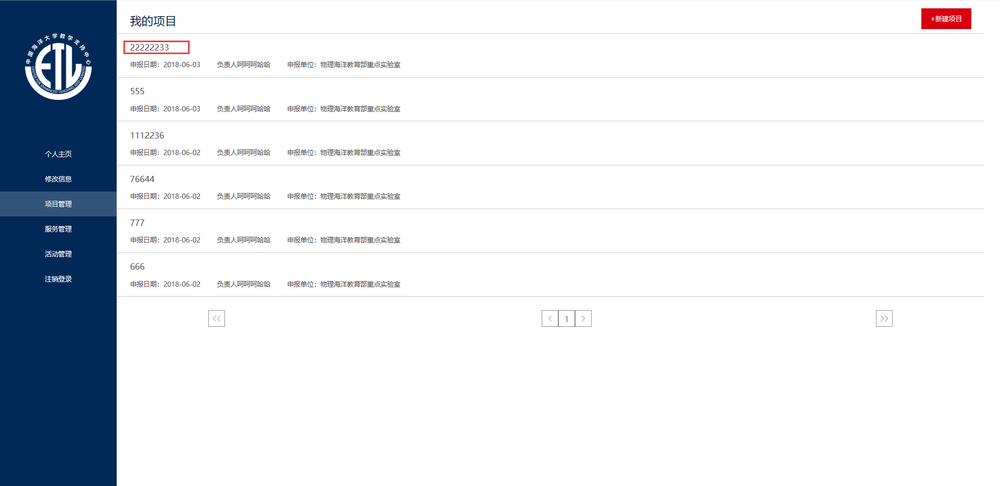 中国海洋大学教学支持中心
CENTER FOR ENHANCED TEACHING AND LEANING
ETL
个人主页
修改信息
项目管理
服务管理
活动管理
注销登录
我的项目
+新建项目
22222233
申报日期：2018-06-03 负责人呵呵呵哈哈 申报单位：物理海洋教育部重点实验室
555
申报日期：2018-06-03 负责人呵呵呵哈哈 申报单位：物理海洋教育部重点实验室
1112236
申报日期：2018-06-02 负责人呵呵呵哈哈 申报单位：物理海洋教育部重点实验室
76644
申报日期：2018-06-02 负责人呵呵呵哈哈 申报单位：物理海洋教育部重点实验室
777
申报日期：2018-06-02 负责人呵呵呵哈哈 申报单位：物理海洋教育部重点实验室
666
申报日期：2018-06-02 负责人呵呵呵哈哈 申报单位：物理海洋教育部重点实验室
<< < 1 > >>